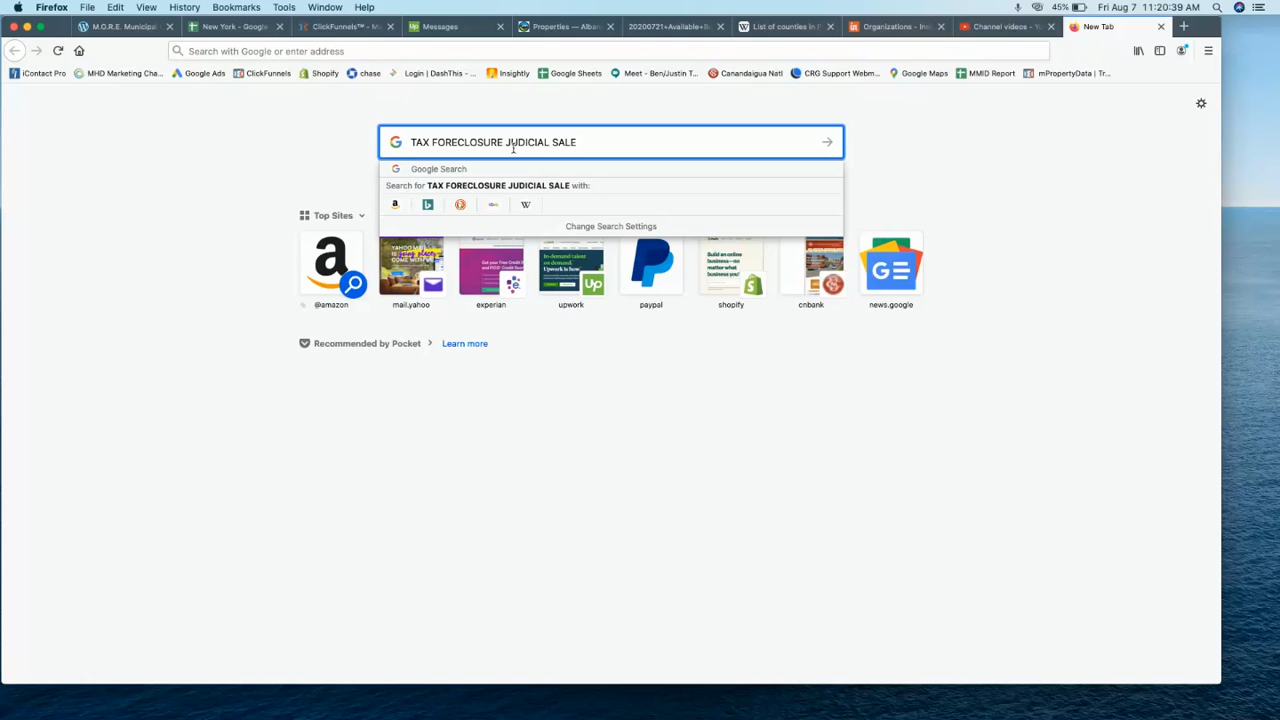 Firefox File Edit View History Bookmarks Tools Window Help 45% Fri Aug 7 11:20:39 AM
M.O.R.E. Municipal New York - Google ClickFunnels™ - M Messages Properties — Alban 20200721+Available+B List of counties in Organizations - Ins Channel videos - Y New Tab
Search with Google or enter address
iContact Pro MHD Marketing Cha... Google Ads ClickFunnels Shopify chase Login | DashThis -... Insightly Google Sheets Meet - Ben/Justin T... Canandaigua Natl CRG Support Webm... Google Maps MMID Report mPropertyData | Tr...
TAX FORECLOSURE JUDICIAL SALE
Google Search
Search for TAX FORECLOSURE JUDICIAL SALE with:
Change Search Settings
Top Sites
@amazon mail.yahoo experian upwork paypal shopify cnbank news.google
Recommended by Pocket Learn more